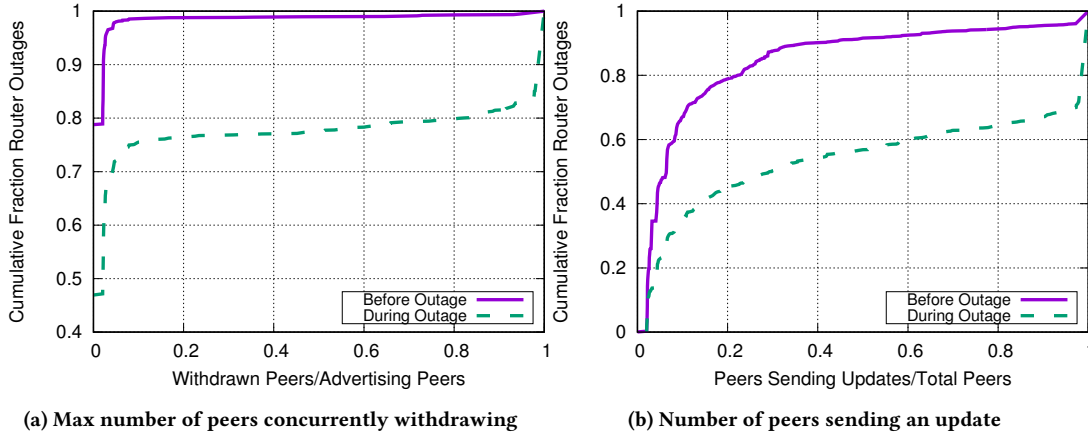 Cumulative Fraction Router Outages
1
0.9
0.8
0.7
0.6
0.5
0.4
0 0.2 0.4 0.6 0.8 1
Before Outage
During Outage
Withdrawn Peers/Advertising Peers
(a) Max number of peers concurrently withdrawing
Cumulative Fraction Router Outages
1
0.8
0.6
0.4
0.2
0
0 0.2 0.4 0.6 0.8 1
Before Outage
During Outage
Peers Sending Updates/Total Peers
(b) Number of peers sending an update